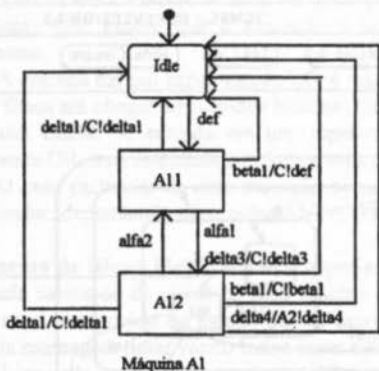 Idle
delta1/C!delta1
def
A11
beta1/C!def
alfa2
alfa1
delta3/C!delta3
A12
beta1/C!beta1
delta1/C!delta1
delta4/A2!delta4
Máquina A1